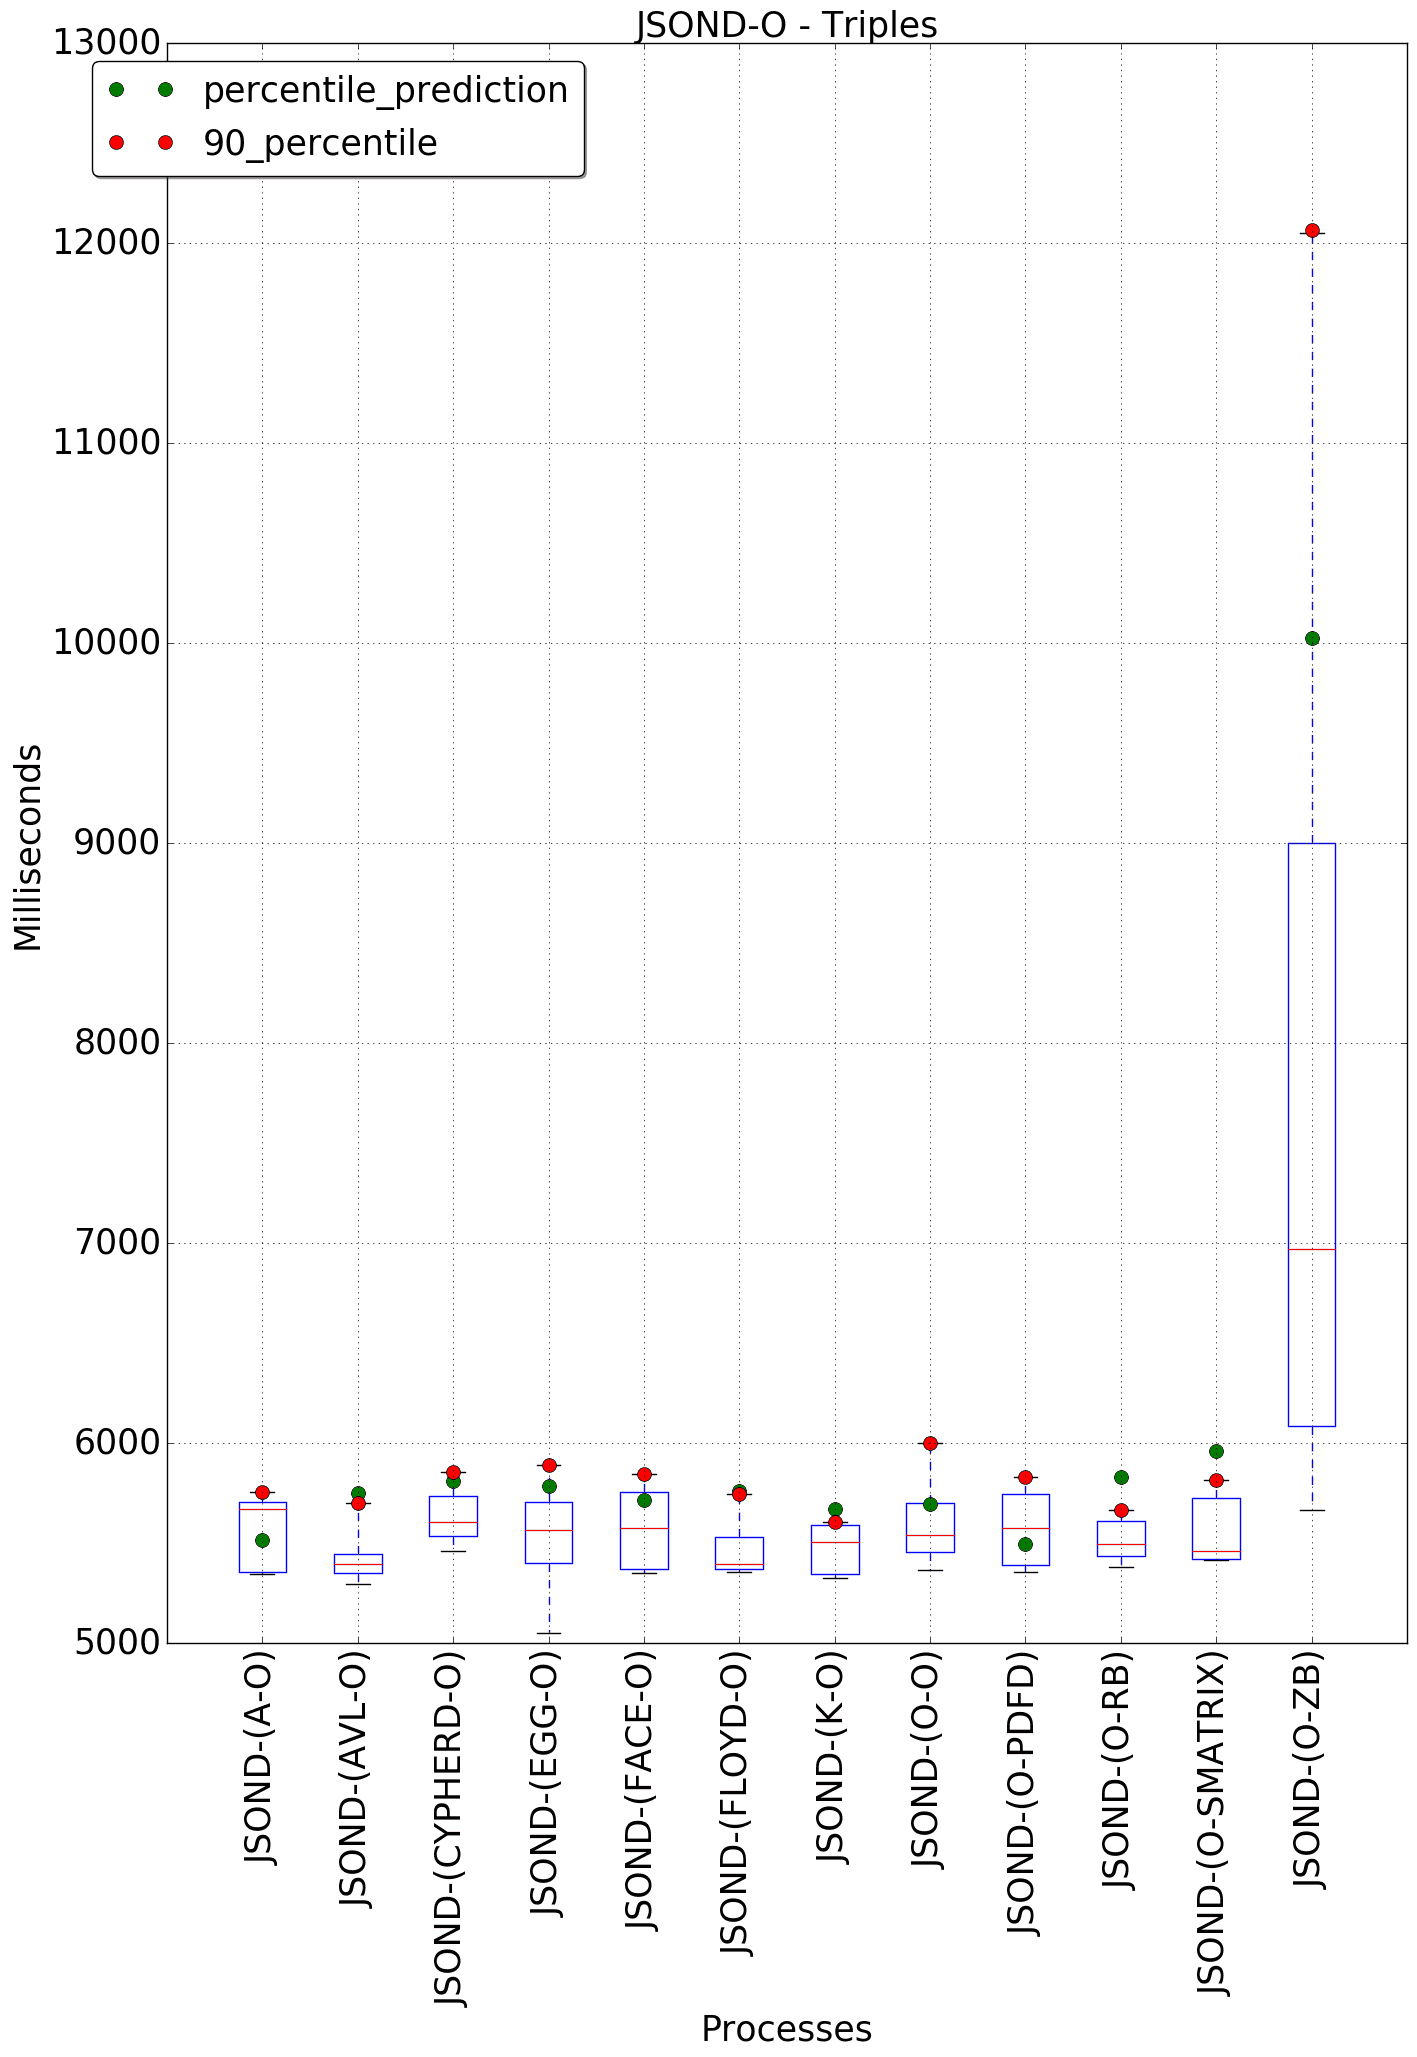 JSOND-O - Triples
percentile_prediction
90_percentile
13000
12000
11000
10000
9000
8000
7000
6000
5000
Milliseconds
JSOND-(A-O)
JSOND-(AVL-O)
JSOND-(CYPHERD-O)
JSOND-(EGG-O)
JSOND-(FACE-O)
JSOND-(FLOYD-O)
JSOND-(K-O)
JSOND-(O-O)
JSOND-(O-PDFD)
JSOND-(O-RB)
JSOND-(O-SMATRIX)
JSOND-(O-ZB)
Processes